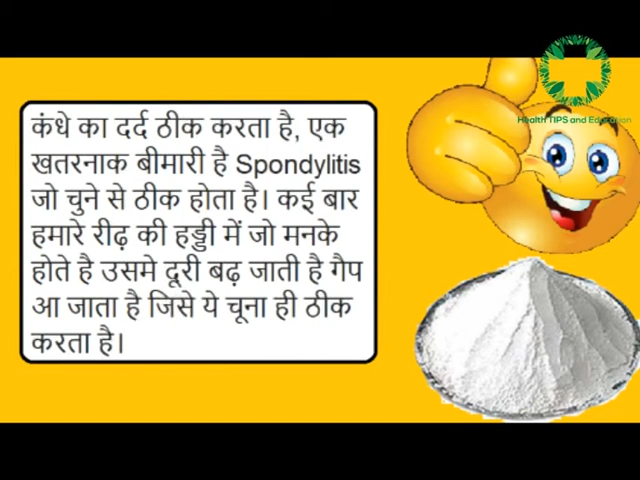 Health TIPS and Education
कंधे का दर्द ठीक करता है, एक
खतरनाक बीमारी है Spondylitis
जो चुने से ठीक होता है। कई बार
हमारे रीढ़ की हड्डी में जो मनके
होते है उसमे दूरी बढ़ जाती है गैप
आ जाता है जिसे ये चूना ही ठीक
करता है।